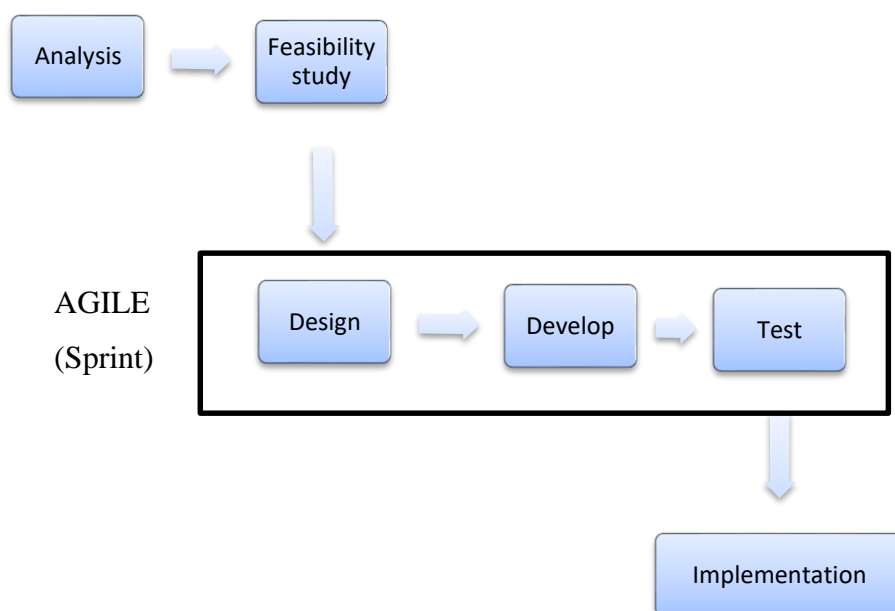 Analysis
Feasibility
study
AGILE
(Sprint)
Design
Develop
Test
Implementation